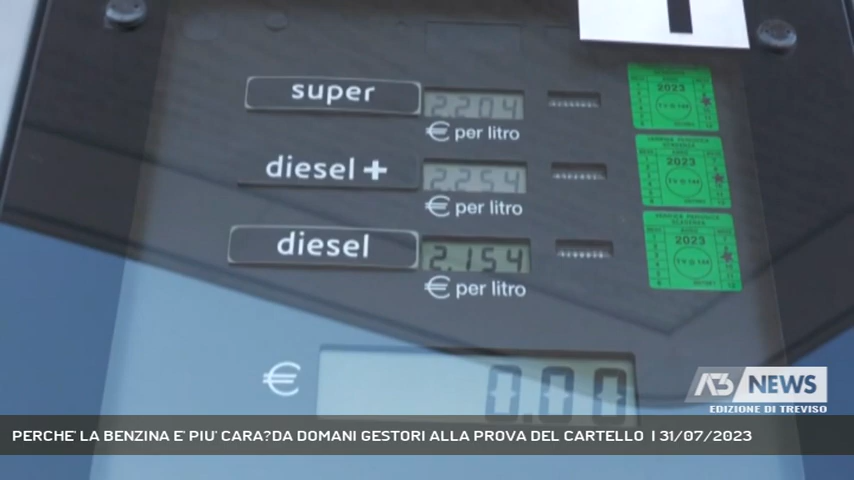 super
2.204
€ per litro
diesel +
2.254
€ per litro
diesel
2.154
€ per litro
€ 0.00
2023
2023
2023
A3 NEWS
EDIZIONE DI TREVISO
PERCHE' LA BENZINA E' PIU' CARA?DA DOMANI GESTORI ALLA PROVA DEL CARTELLO | 31/07/2023